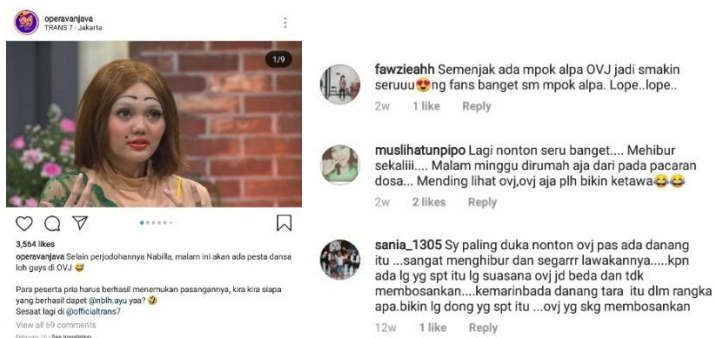 operavanjava
TRANS 7 - Jakarta
1/9
3,564 likes
operavanjava Selain perjodohannya Nabilla, malam ini akan ada pesta dansa
loh guys di OVJ 😅
Para peserta pria harus berhasil menemukan pasangannya, kira kira siapa
yang berhasil dapet @nblh.ayu yaa? 🤣
Sesaat lagi di @officialtrans7
View all 69 comments
See translation
fawzieahh Semenjak ada mpok alpa OVJ jadi smakin
seruuu😍ng fans banget sm mpok alpa. Lope..lope..
2w 1 like Reply
muslihatunpipo Lagi nonton seru banget.... Mehibur
sekaliii.... Malam minggu dirumah aja dari pada pacaran
dosa... Mending lihat ovj,ovj aja plh bikin ketawa😂😂
2w 2 likes Reply
sania_1305 Sy paling duka nonton ovj pas ada danang
itu ...sangat menghibur dan segarrr lawakannya.....kpn
ada lg yg spt itu lg suasana ovj jd beda dan tdk
membosankan....kemarinbada danang tara itu dlm rangka
apa.bikin lg dong yg spt itu ...ovj yg skg membosankan
12w 1 like Reply